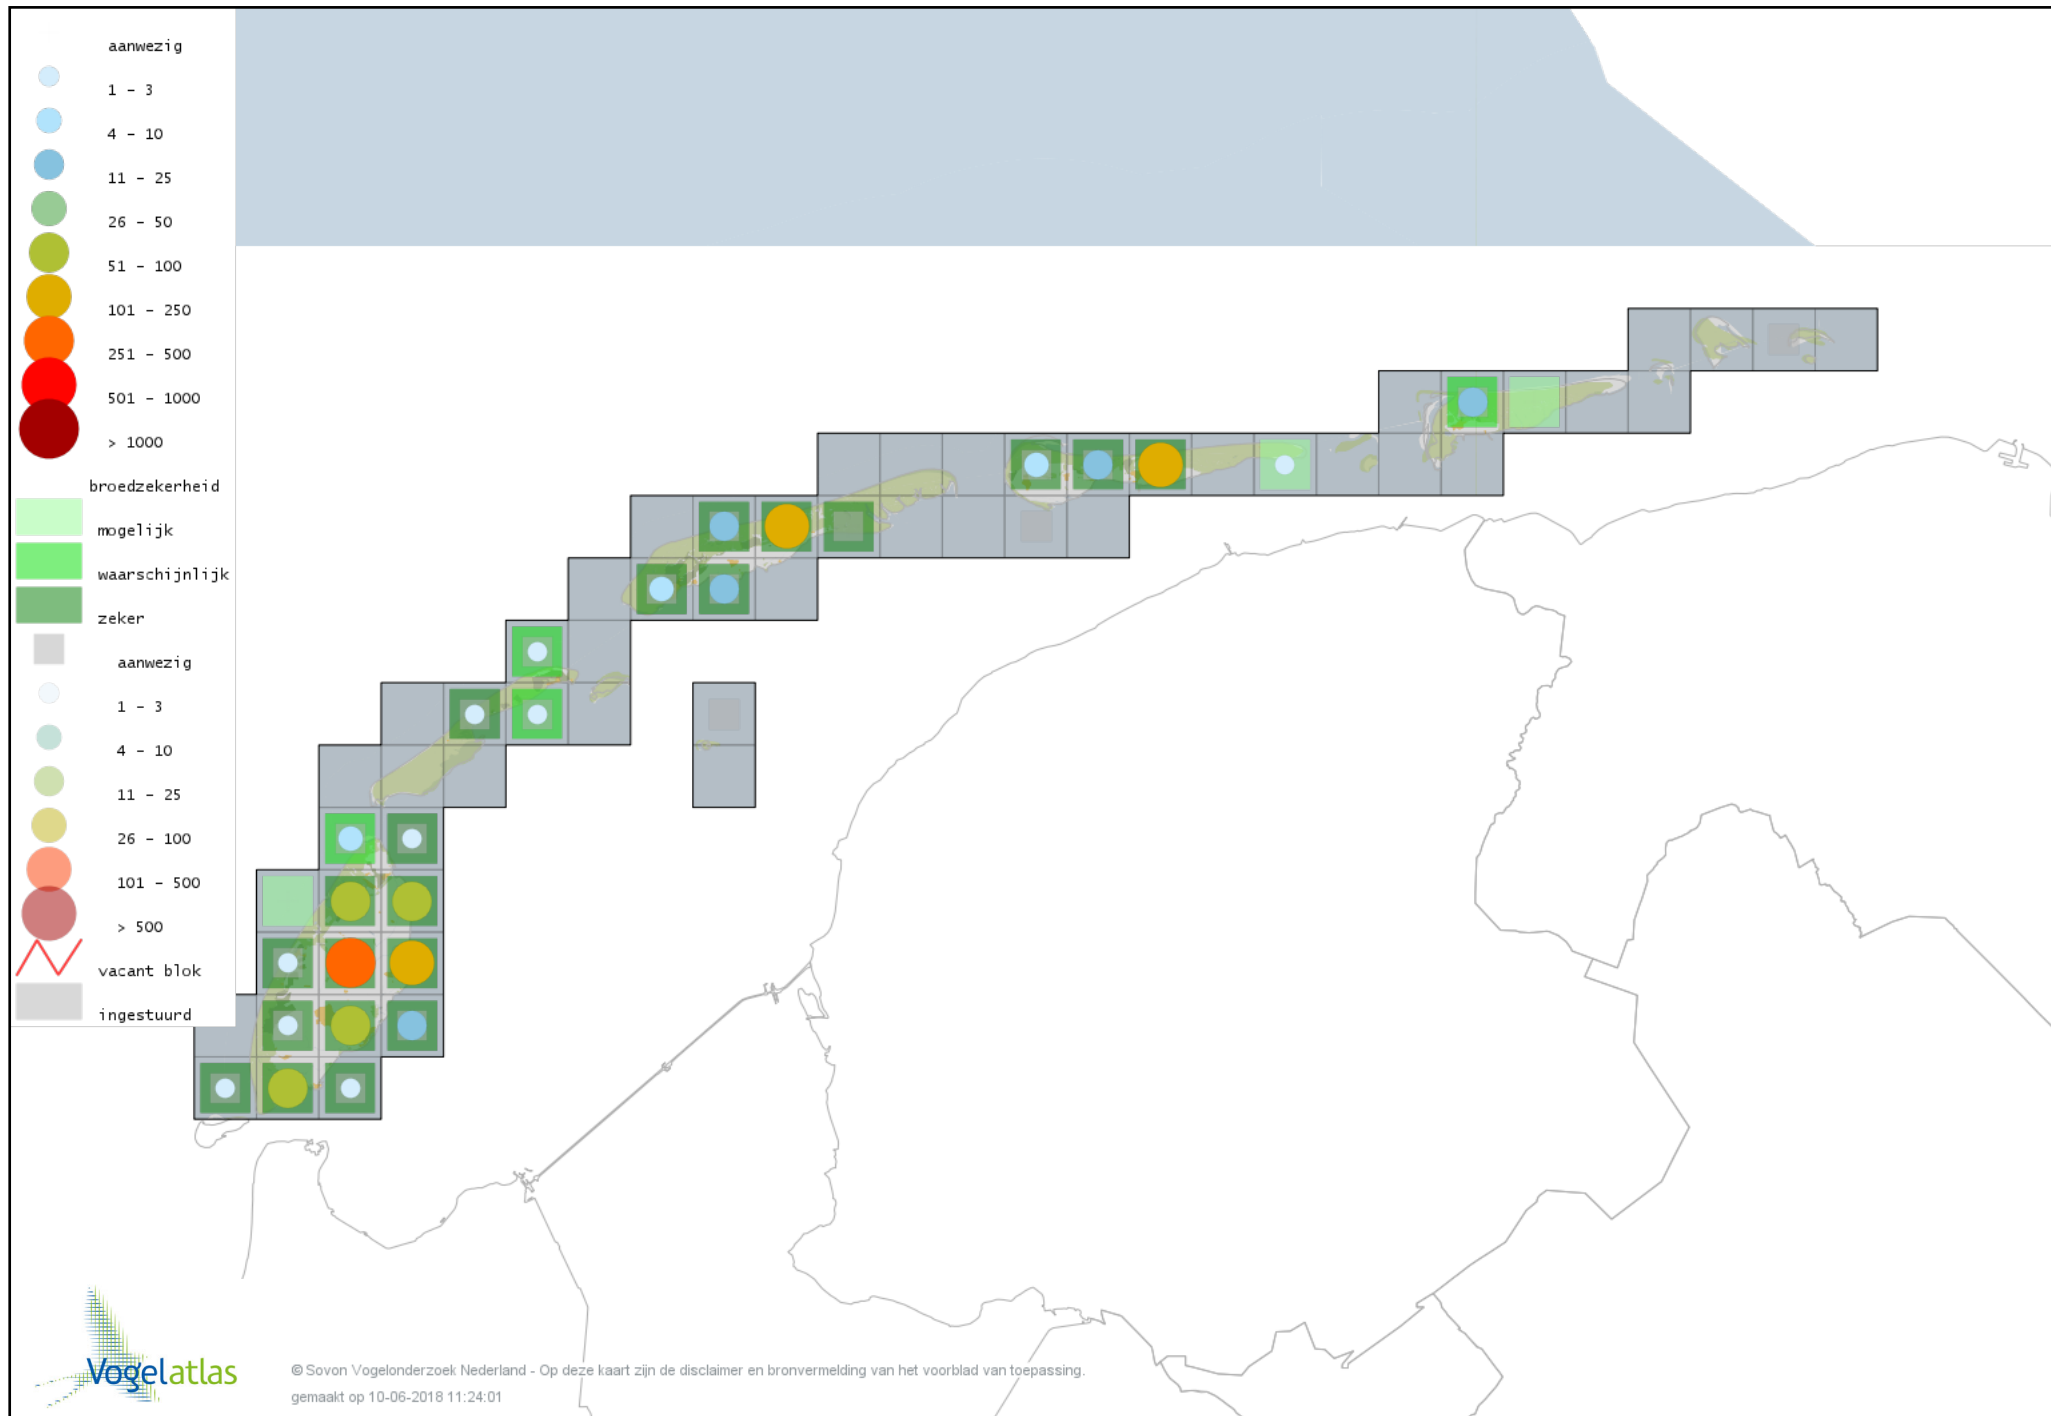 aanwezig
1 - 3
4 - 10
11 - 25
26 - 50
51 - 100
101 - 250
251 - 500
501 - 1000
> 1000
broedzekerheid
mogelijk
waarschijnlijk
zeker
aanwezig
1 - 3
4 - 10
11 - 25
26 - 100
101 - 500
> 500
vacant blok
ingestuurd
Vogelatlas
© Sovon Vogelonderzoek Nederland - Op deze kaart zijn de disclaimer en bronvermelding van het voorblad van toepassing.
gemaakt op 10-06-2018 11:24:01